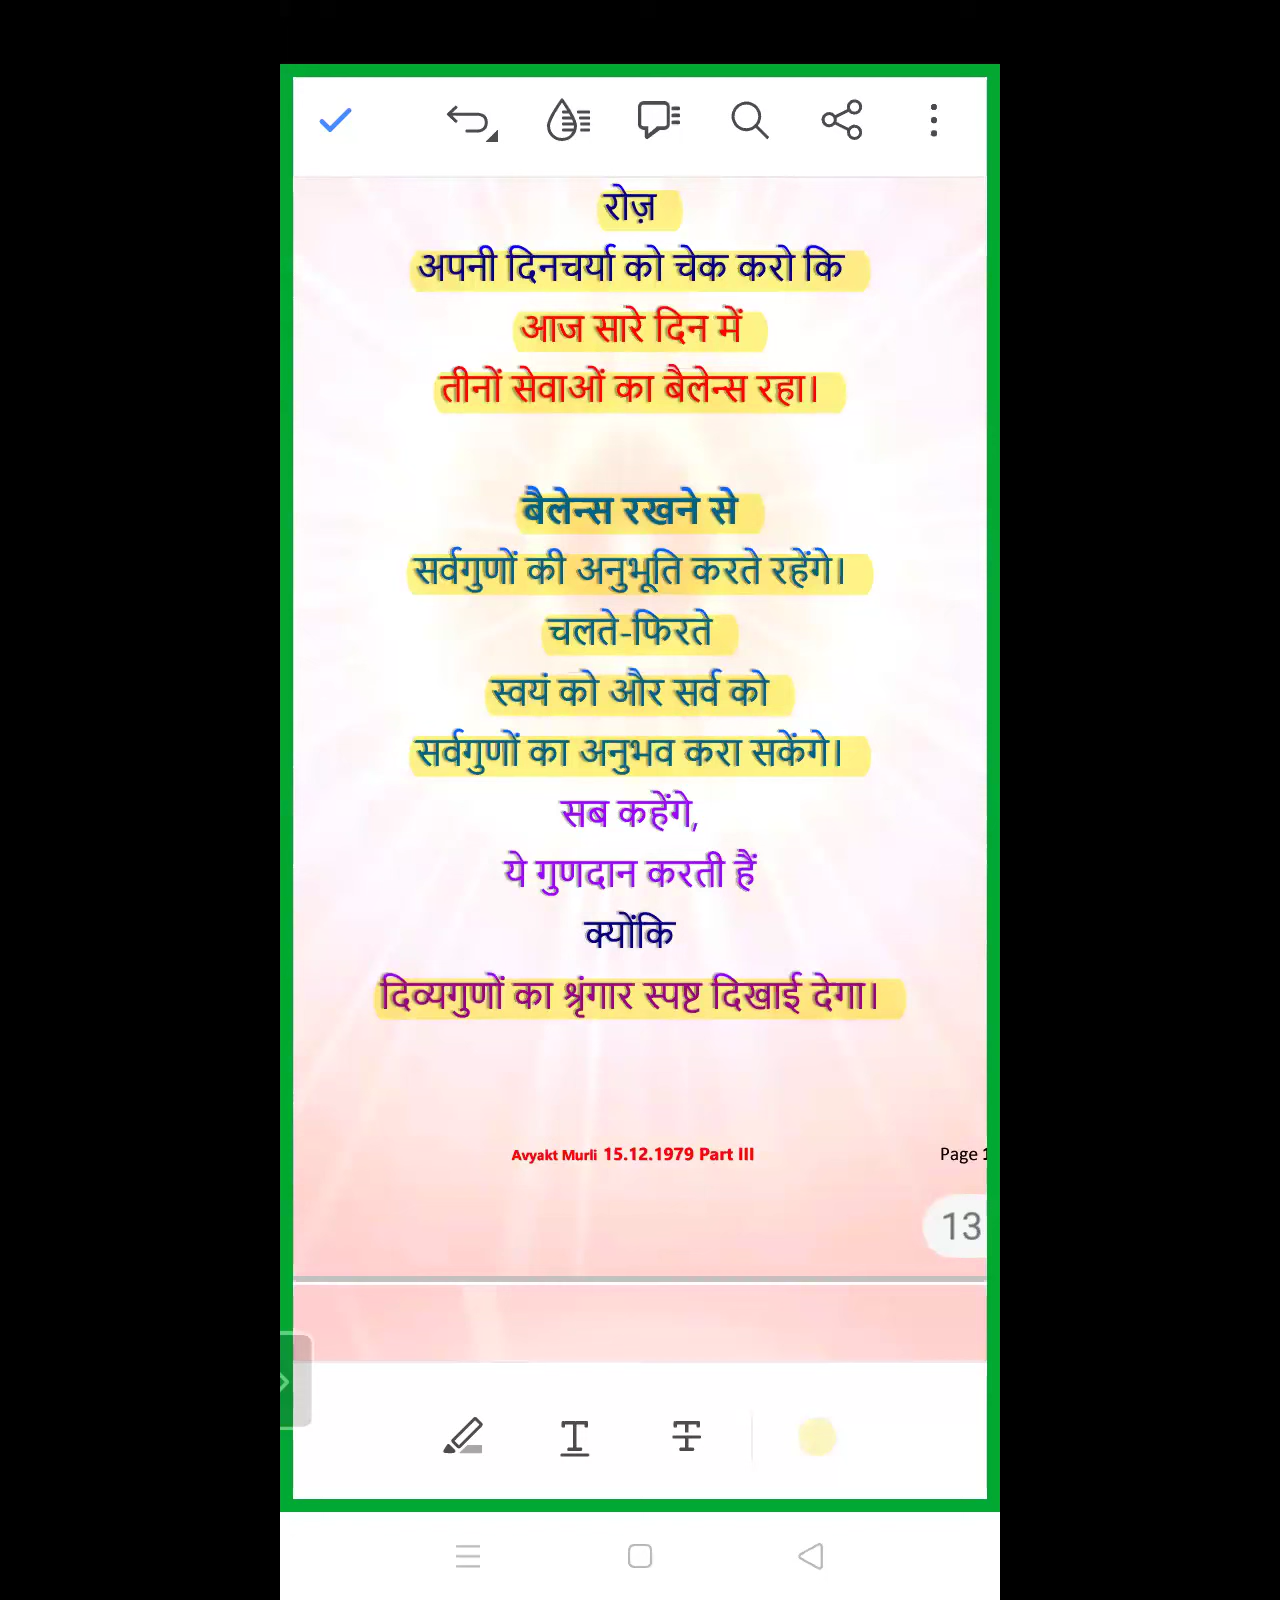 रोज़
अपनी दिनचर्या को चेक करो कि
आज सारे दिन में
तीनों सेवाओं का बैलेन्स रहा।
बैलेन्स रखने से
सर्वगुणों की अनुभूति करते रहेंगे।
चलते-फिरते
स्वयं को और सर्व को
सर्वगुणों का अनुभव करा सकेंगे।
सब कहेंगे,
ये गुणदान करती हैं
क्योंकि
दिव्यगुणों का श्रृंगार स्पष्ट दिखाई देगा।
Avyakt Murli 15.12.1979 Part III
Page 1
13